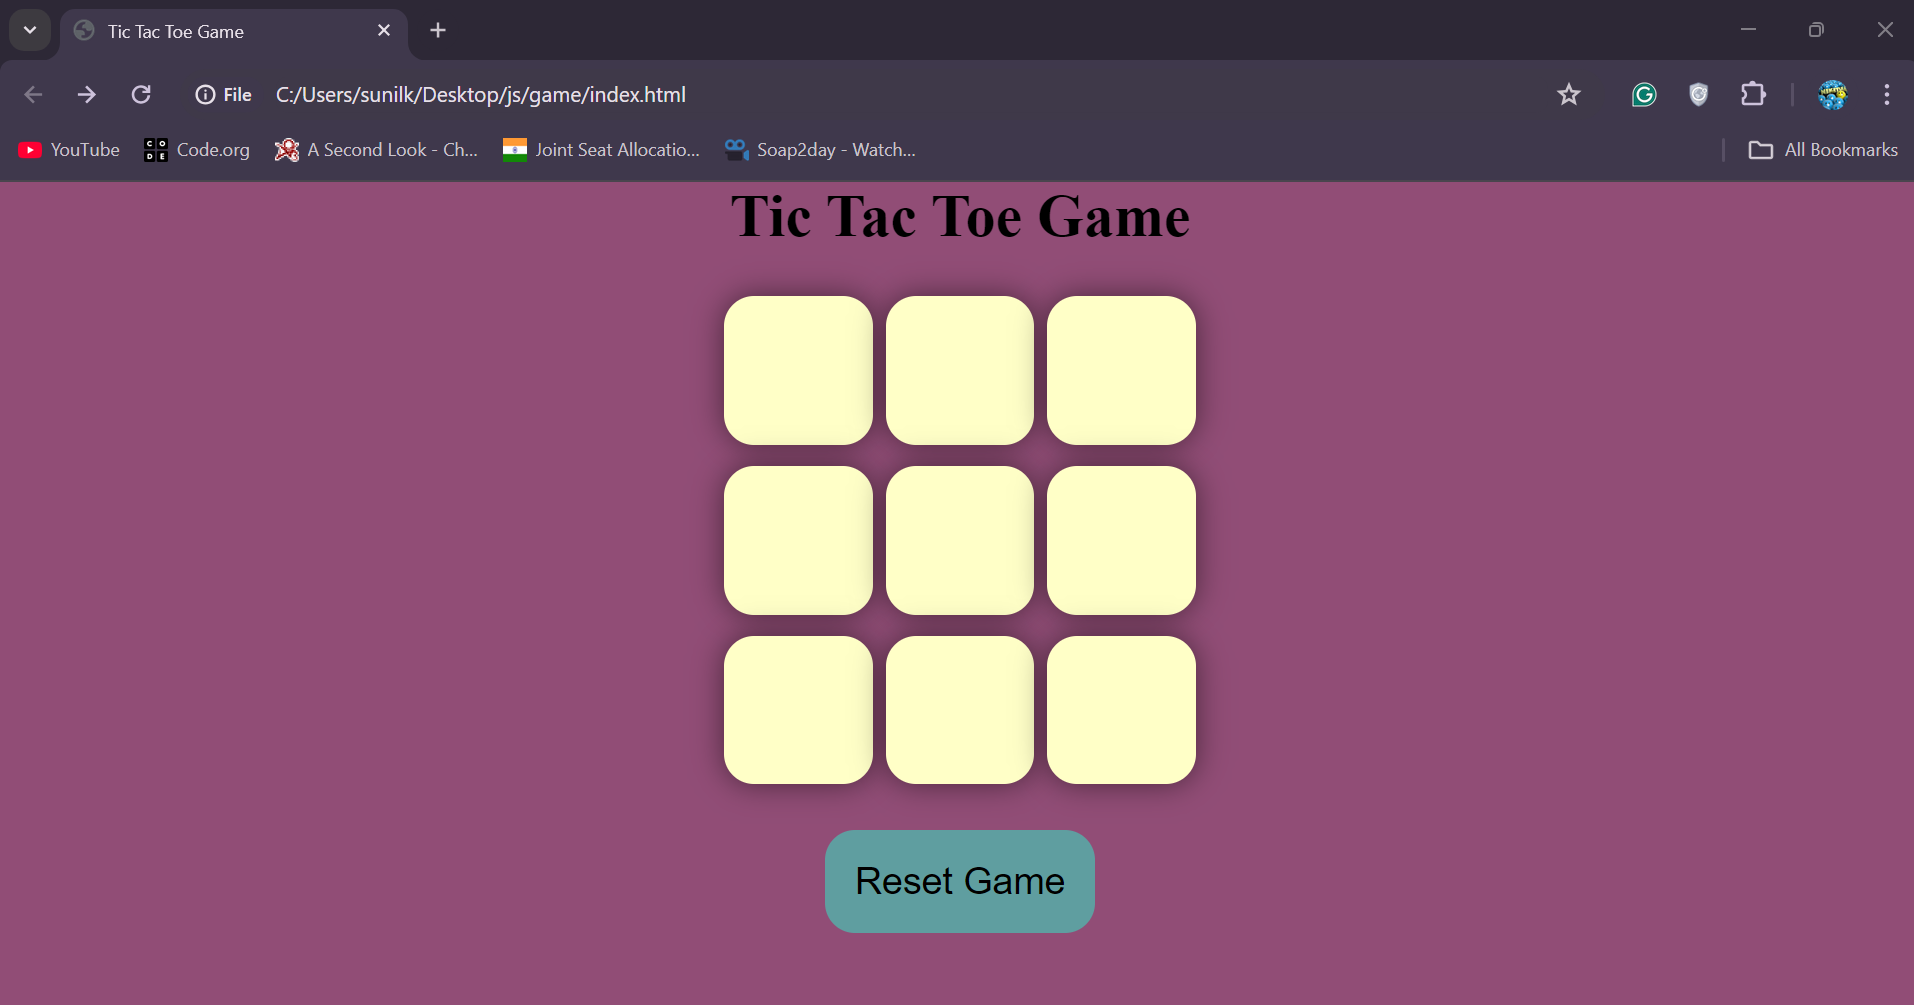 Tic Tac Toe Game
File C:/Users/sunilk/Desktop/js/game/index.html
YouTube CODE Code.org A Second Look - Ch... Joint Seat Allocatio... Soap2day - Watch... All Bookmarks
Tic Tac Toe Game
Reset Game